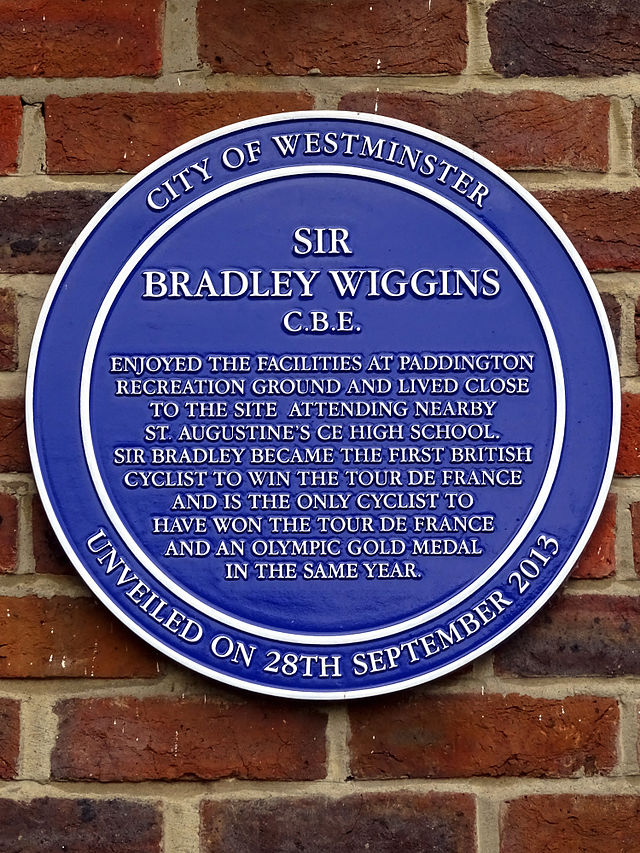 CITY OF WESTMINSTER
SIR
BRADLEY WIGGINS
C.B.E.
ENJOYED THE FACILITIES AT PADDINGTON
RECREATION GROUND AND LIVED CLOSE
TO THE SITE ATTENDING NEARBY
ST. AUGUSTINE'S CE HIGH SCHOOL.
SIR BRADLEY BECAME THE FIRST BRITISH
CYCLIST TO WIN THE TOUR DE FRANCE
AND IS THE ONLY CYCLIST TO
HAVE WON THE TOUR DE FRANCE
AND AN OLYMPIC GOLD MEDAL
IN THE SAME YEAR.
UNVEILED ON 28TH SEPTEMBER 2013